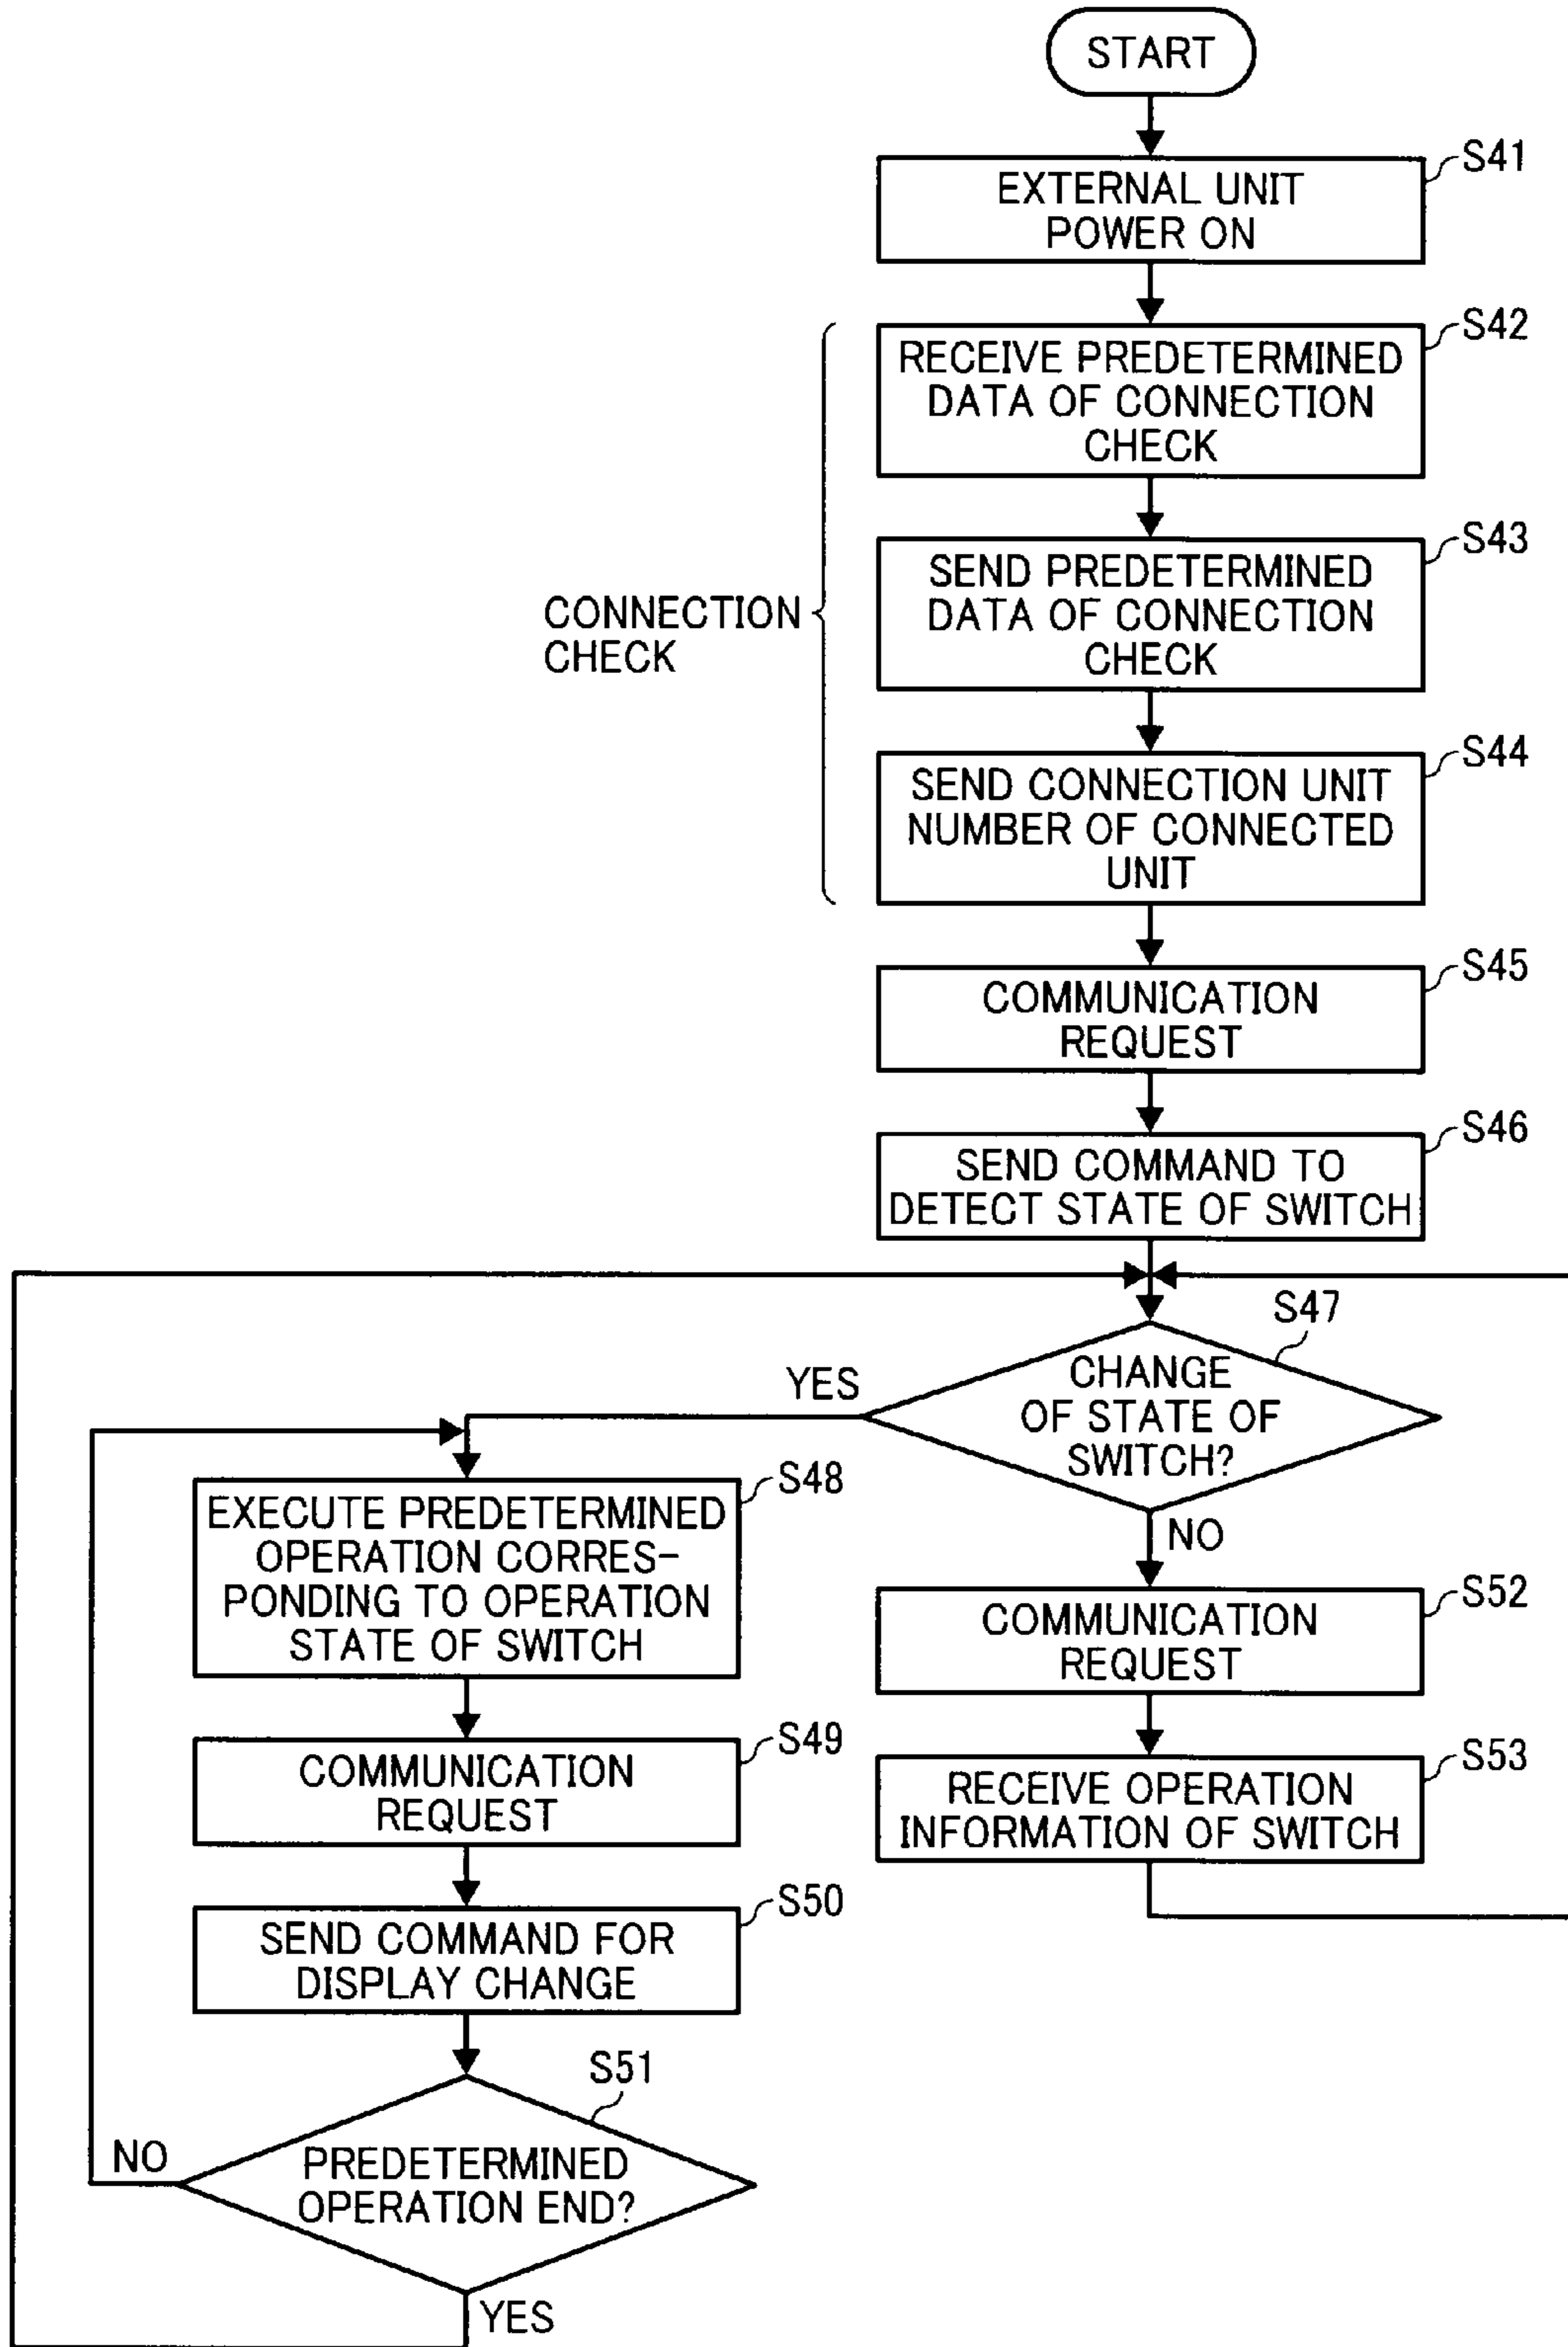 START
S41
EXTERNAL UNIT
POWER ON
S42
RECEIVE PREDETERMINED
DATA OF CONNECTION
CHECK
S43
SEND PREDETERMINED
DATA OF CONNECTION
CHECK
CONNECTION
CHECK
S44
SEND CONNECTION UNIT
NUMBER OF CONNECTED
UNIT
S45
COMMUNICATION
REQUEST
S46
SEND COMMAND TO
DETECT STATE OF SWITCH
S47
CHANGE
OF STATE OF
SWITCH?
YES
NO
S48
EXECUTE PREDETERMINED
OPERATION CORRES-
PONDING TO OPERATION
STATE OF SWITCH
S49
COMMUNICATION
REQUEST
S50
SEND COMMAND FOR
DISPLAY CHANGE
S51
PREDETERMINED
OPERATION END?
NO
YES
S52
COMMUNICATION
REQUEST
S53
RECEIVE OPERATION
INFORMATION OF SWITCH